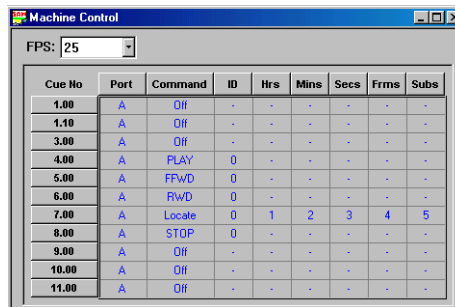 Machine Control
FPS: 25
Cue No Port Command ID Hrs Mins Secs Frms Subs
1.00 A Off - - - - - -
1.10 A Off - - - - - -
3.00 A Off - - - - - -
4.00 A PLAY 0 - - - - -
5.00 A FFWD 0 - - - - -
6.00 A RWD 0 - - - - -
7.00 A Locate 0 1 2 3 4 5
8.00 A STOP 0 - - - - -
9.00 A Off - - - - - -
10.00 A Off - - - - - -
11.00 A Off - - - - - -